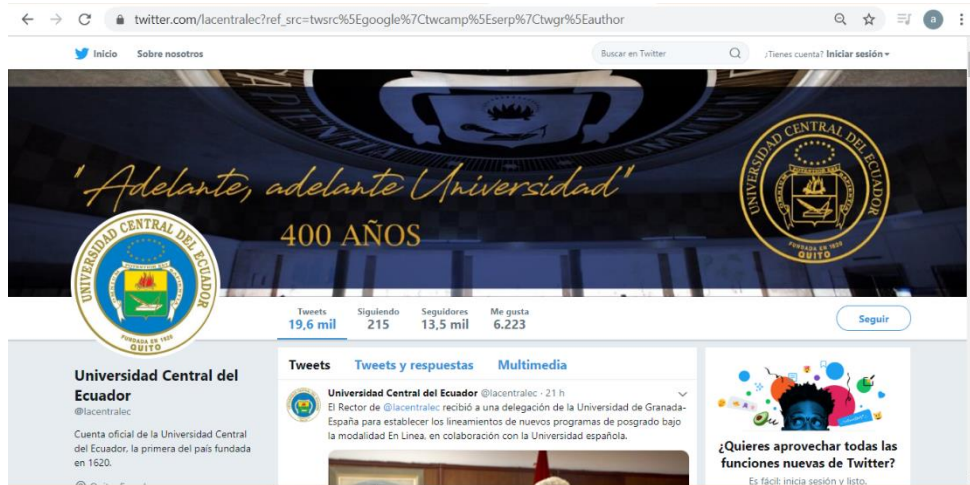 twitter.com/lacentralec?ref_src=twsrc%5Egoogle%7Ctwcamp%5Eserp%7Ctwgr%5Eauthor
a
Inicio Sobre nosotros
Buscar en Twitter
¿Tienes cuenta? Iniciar sesión
"Adelante, adelante Universidad"
400 AÑOS
UNIVERSIDAD CENTRAL DEL ECUADOR
FUNDADA EN 1620
QUITO
UNIVERSIDAD CENTRAL DEL ECUADOR
FUNDADA EN 1620
QUITO
Tweets Siguiendo Seguidores Me gusta
19,6 mil 215 13,5 mil 6.223
Seguir
Universidad Central del
Ecuador
@lacentralec
Cuenta oficial de la Universidad Central
del Ecuador, la primera del país fundada
en 1620.
Tweets Tweets y respuestas Multimedia
Universidad Central del Ecuador @lacentralec · 21 h
El Rector de @lacentralec recibió a una delegación de la Universidad de Granada-
España para establecer los lineamientos de nuevos programas de posgrado bajo
la modalidad En Linea, en colaboración con la Universidad española.
¿Quieres aprovechar todas las
funciones nuevas de Twitter?
Es fácil: inicia sesión y listo.